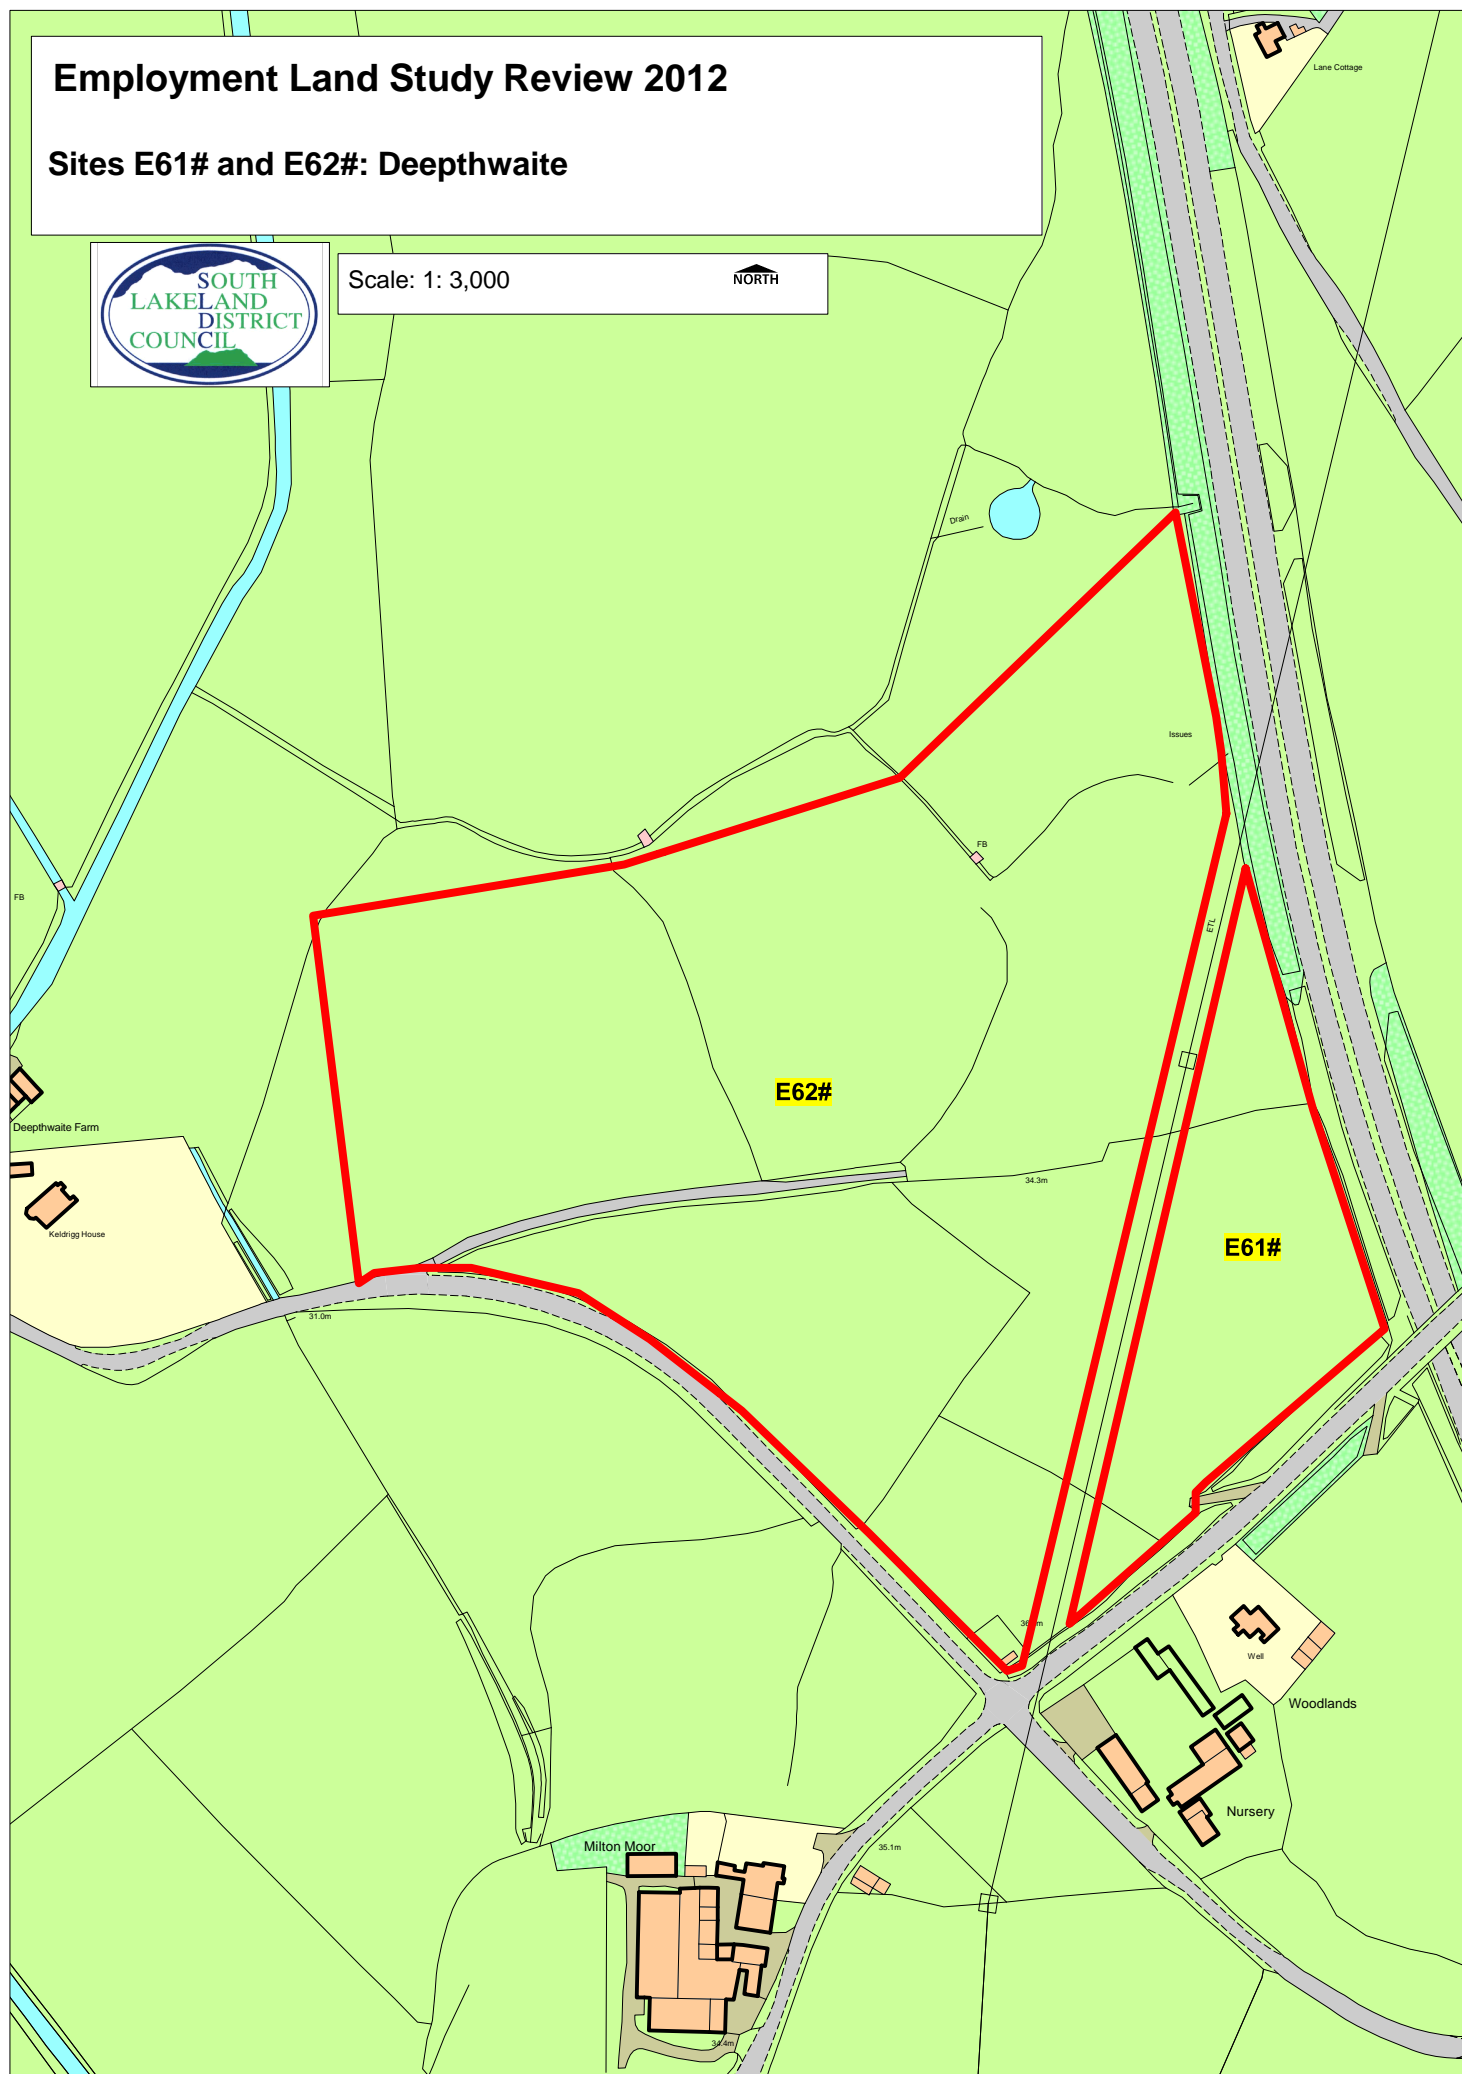 Employment Land Study Review 2012
Sites E61# and E62#: Deepthwaite
SOUTH
LAKELAND
DISTRICT
COUNCIL
Scale: 1: 3,000
NORTH
Lane Cottage
Drain
Issues
FB
FB
ETL
E62#
Deepthwaite Farm
34.3m
Keldrigg House
E61#
31.0m
Well
Woodlands
Nursery
Milton Moor
35.1m
34.4m